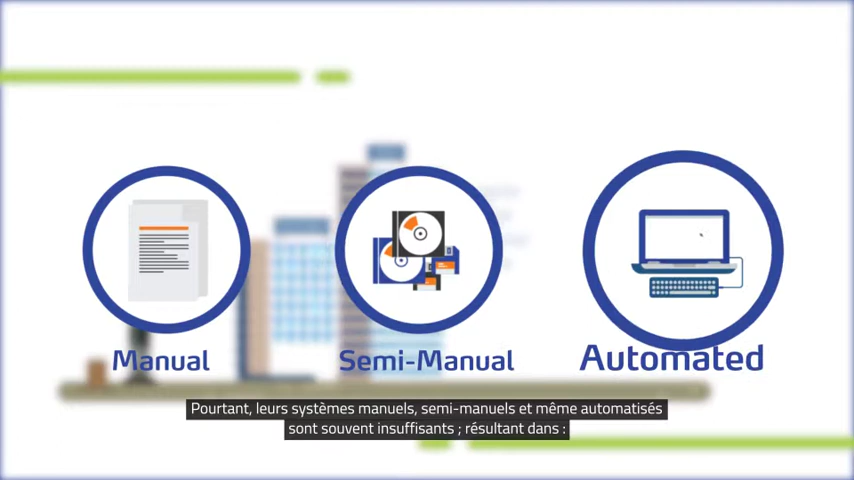 Manual
Semi-Manual
Automated
Pourtant, leurs systèmes manuels, semi-manuels et même automatisés
sont souvent insuffisants ; résultant dans :